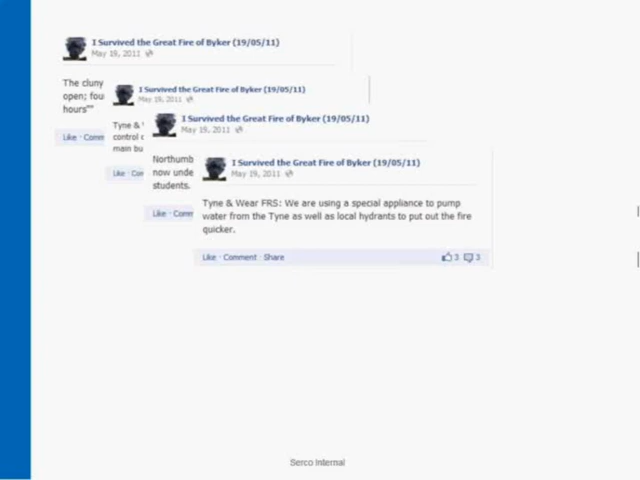 I Survived the Great Fire of Byker (19/05/11)
May 19, 2011
The cluny
open; fou
hours""
Like · Comm
I Survived the Great Fire of Byker (19/05/11)
May 19, 2011
Tyne & 
control c
main bu
Like · Com
I Survived the Great Fire of Byker (19/05/11)
May 19, 2011
Northumb
now unde
students.
Like · Comm
I Survived the Great Fire of Byker (19/05/11)
May 19, 2011
Tyne & Wear FRS: We are using a special appliance to pump
water from the Tyne as well as local hydrants to put out the fire
quicker.
Like · Comment · Share 3 3
Serco Internal